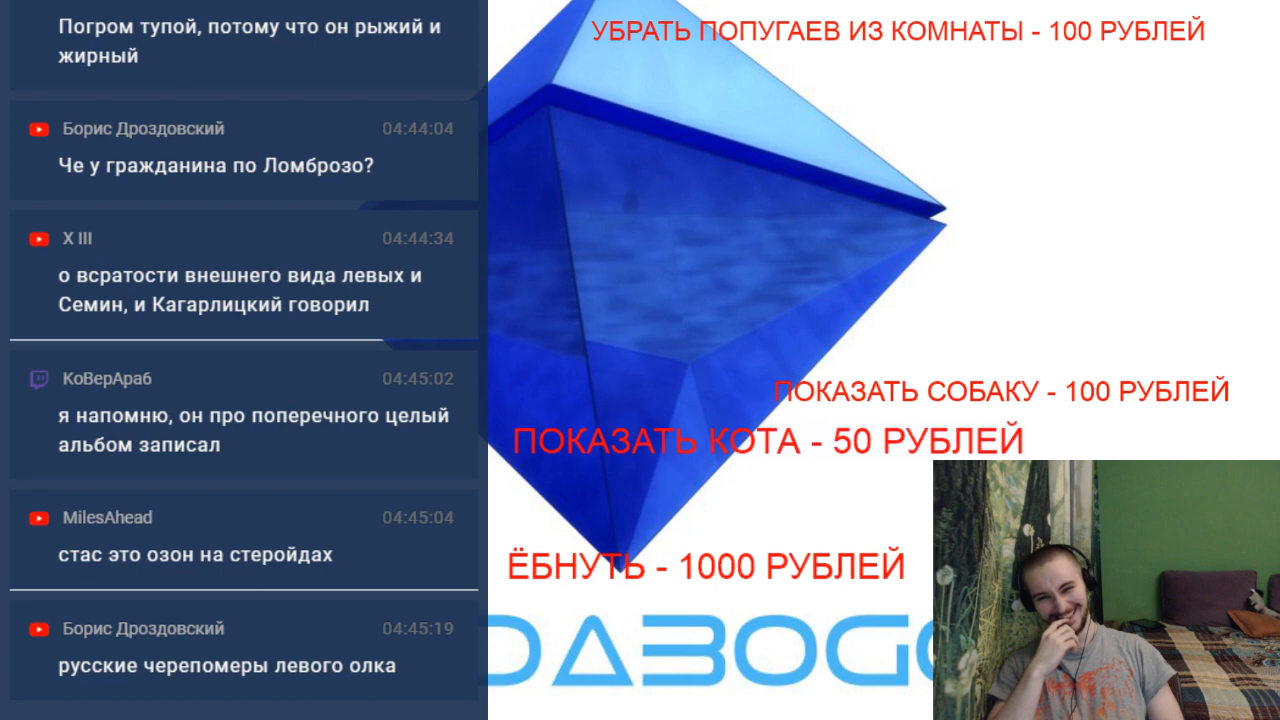 Погром тупой, потому что он рыжий и
жирный
Борис Дроздовский 04:44:04
Че у гражданина по Ломброзо?
X III 04:44:34
о всратости внешнего вида левых и
Семин, и Кагарлицкий говорил
КоВерАра6 04:45:02
я напомню, он про поперечного целый
альбом записал
MilesAhead 04:45:04
стас это озон на стеройдах
Борис Дроздовский 04:45:19
русские черепомеры левого олка
УБРАТЬ ПОПУГАЕВ ИЗ КОМНАТЫ - 100 РУБЛЕЙ
ПОКАЗАТЬ СОБАКУ - 100 РУБЛЕЙ
ПОКАЗАТЬ КОТА - 50 РУБЛЕЙ
ЁБНУТЬ - 1000 РУБЛЕЙ